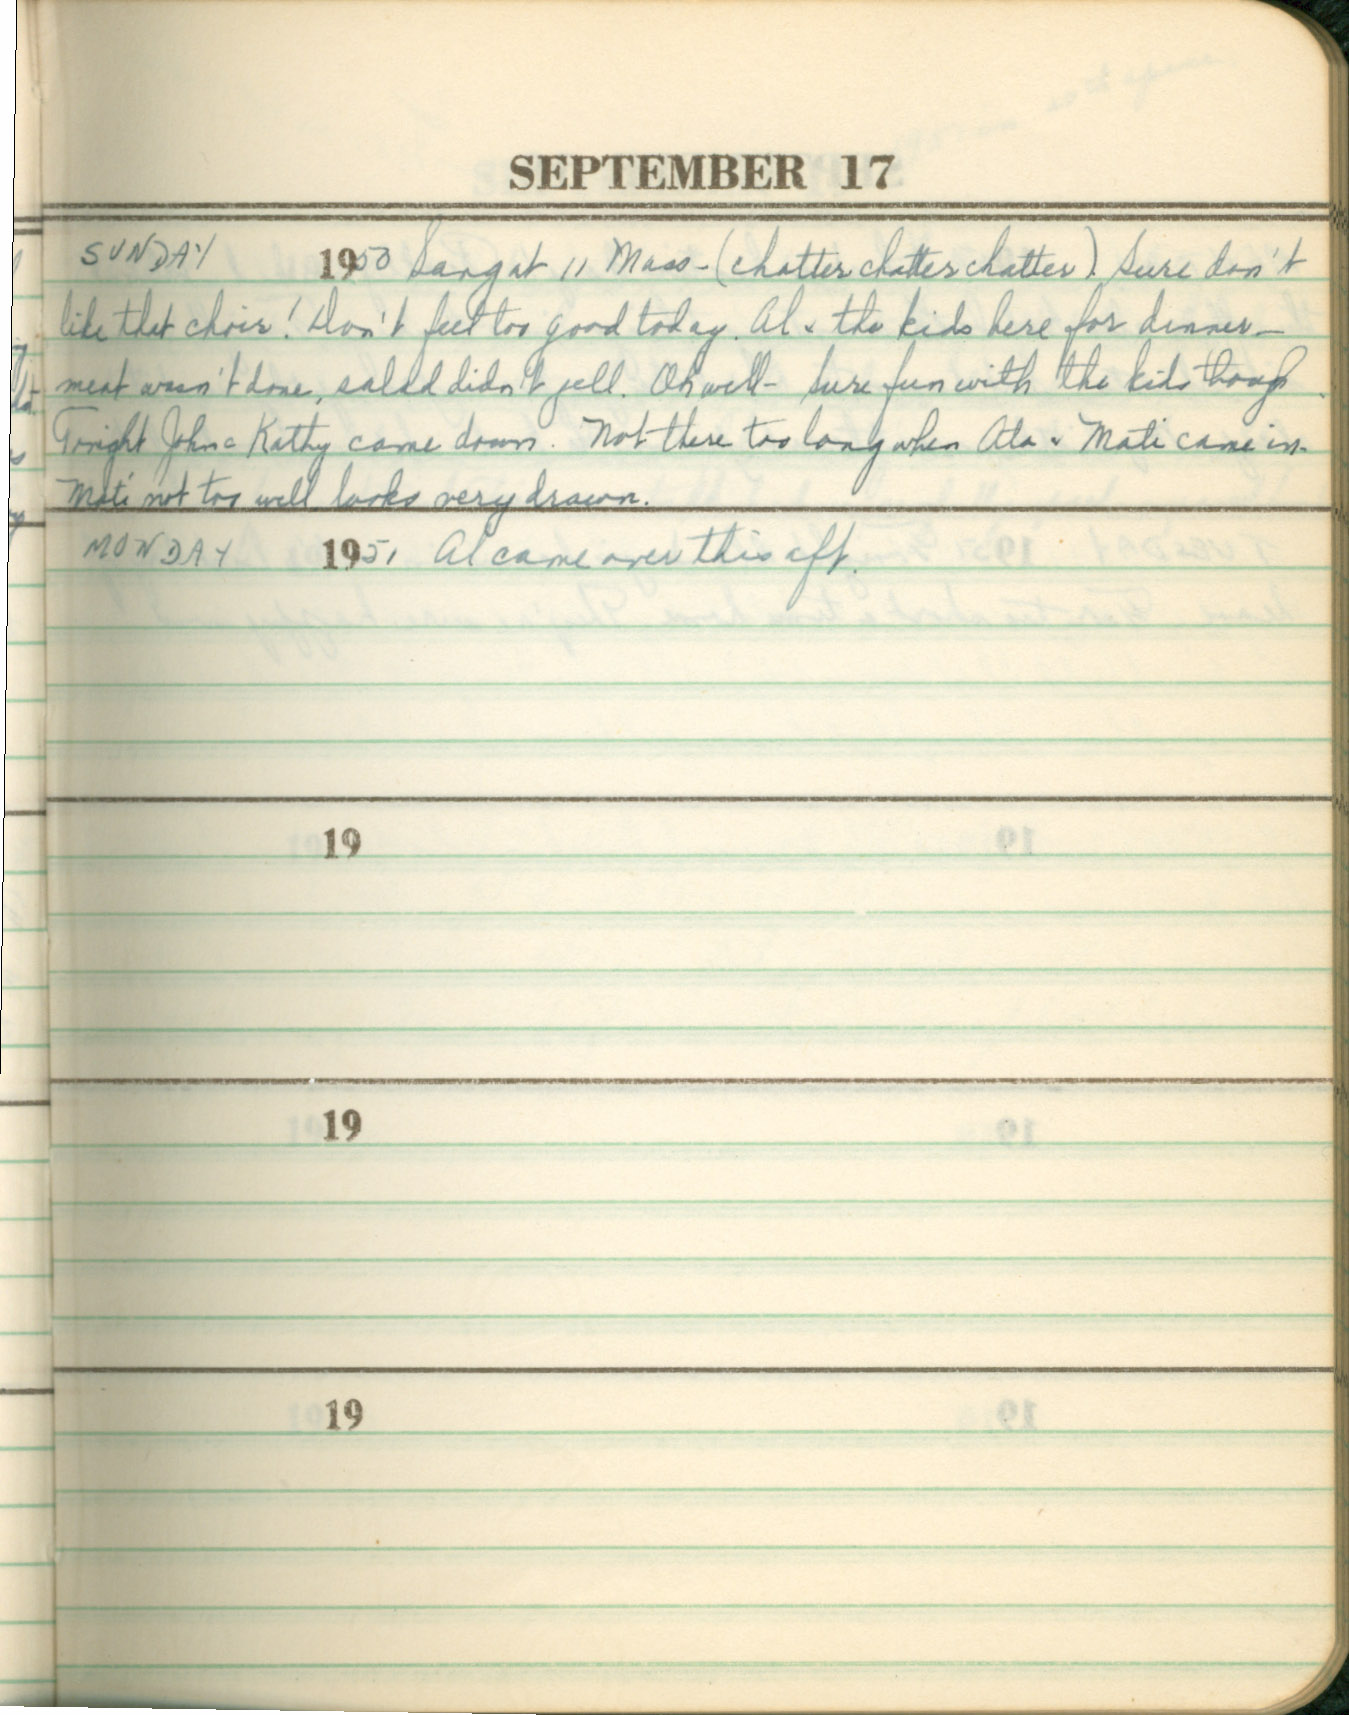 SEPTEMBER 17
SUNDAY 1950 Sang at 11 Mass - (chatter chatter chatter). Sure don't
like that choir! Don't feel too good today. Al & the kids here for dinner -
meat wasn't done, salad didn't jell. Oh well - sure fun with the kids though.
Tonight John & Kathy came down. Not there too long when Ata & Mati came in.
Mati not too well looks very drawn.
MONDAY 1951 Al came over this aft.
19
19
19